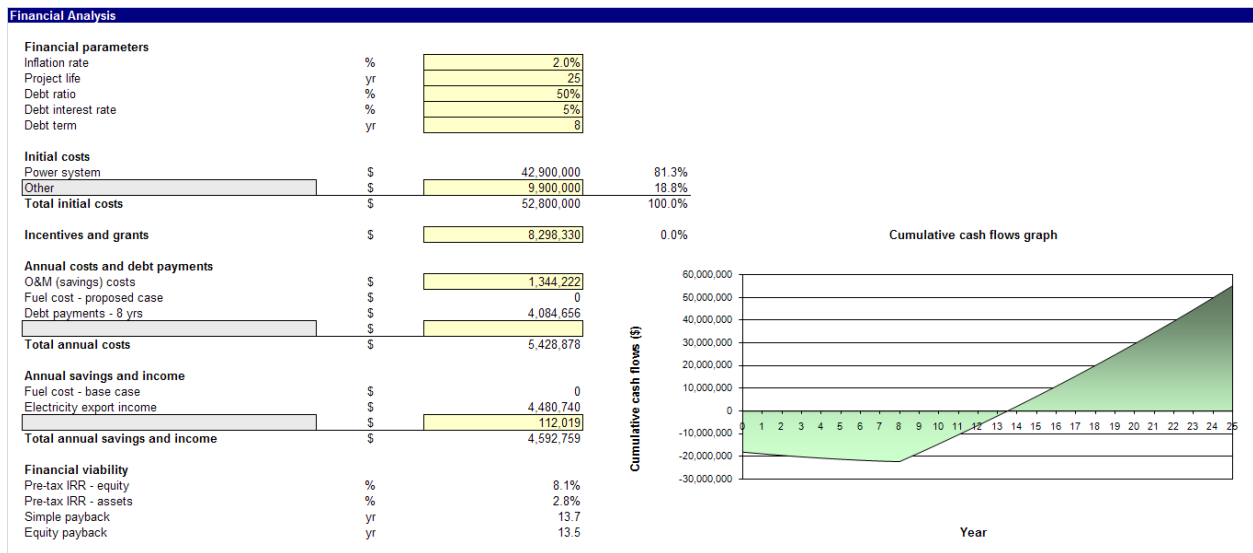 Financial Analysis
Financial parameters
Inflation rate % 2.0%
Project life yr 25
Debt ratio % 50%
Debt interest rate % 5%
Debt term yr 8
Initial costs
Power system $ 42,900,000 81.3%
Other $ 9,900,000 18.8%
Total initial costs $ 52,800,000 100.0%
Incentives and grants $ 8,298,330 0.0%
Annual costs and debt payments
O&M (savings) costs $ 1,344,222
Fuel cost - proposed case $ 0
Debt payments - 8 yrs $ 4,084,656
$
Total annual costs $ 5,428,878
Annual savings and income
Fuel cost - base case $ 0
Electricity export income $ 4,480,740
$ 112,019
Total annual savings and income $ 4,592,759
Financial viability
Pre-tax IRR - equity % 8.1%
Pre-tax IRR - assets % 2.8%
Simple payback yr 13.7
Equity payback yr 13.5
Cumulative cash flows graph
Cumulative cash flows ($)
60,000,000
50,000,000
40,000,000
30,000,000
20,000,000
10,000,000
0
-10,000,000
-20,000,000
-30,000,000
0 1 2 3 4 5 6 7 8 9 10 11 12 13 14 15 16 17 18 19 20 21 22 23 24 25
Year